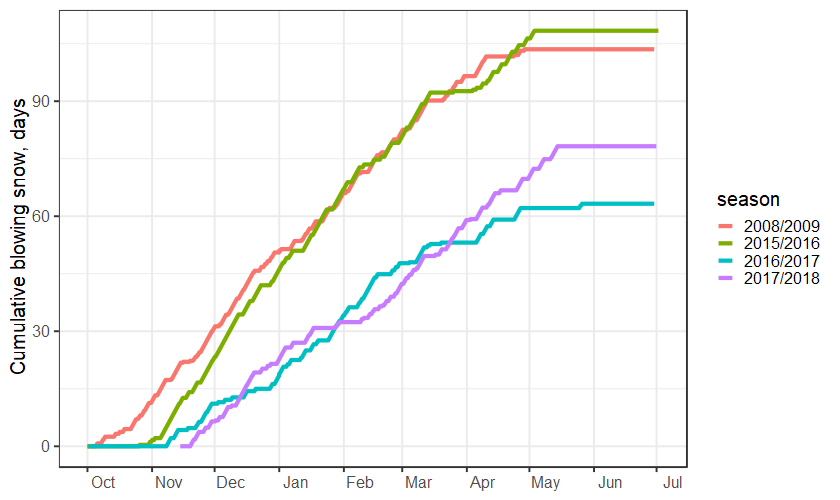 Cumulative blowing snow, days
90
60
30
0
Oct Nov Dec Jan Feb Mar Apr May Jun Jul
season
2008/2009
2015/2016
2016/2017
2017/2018